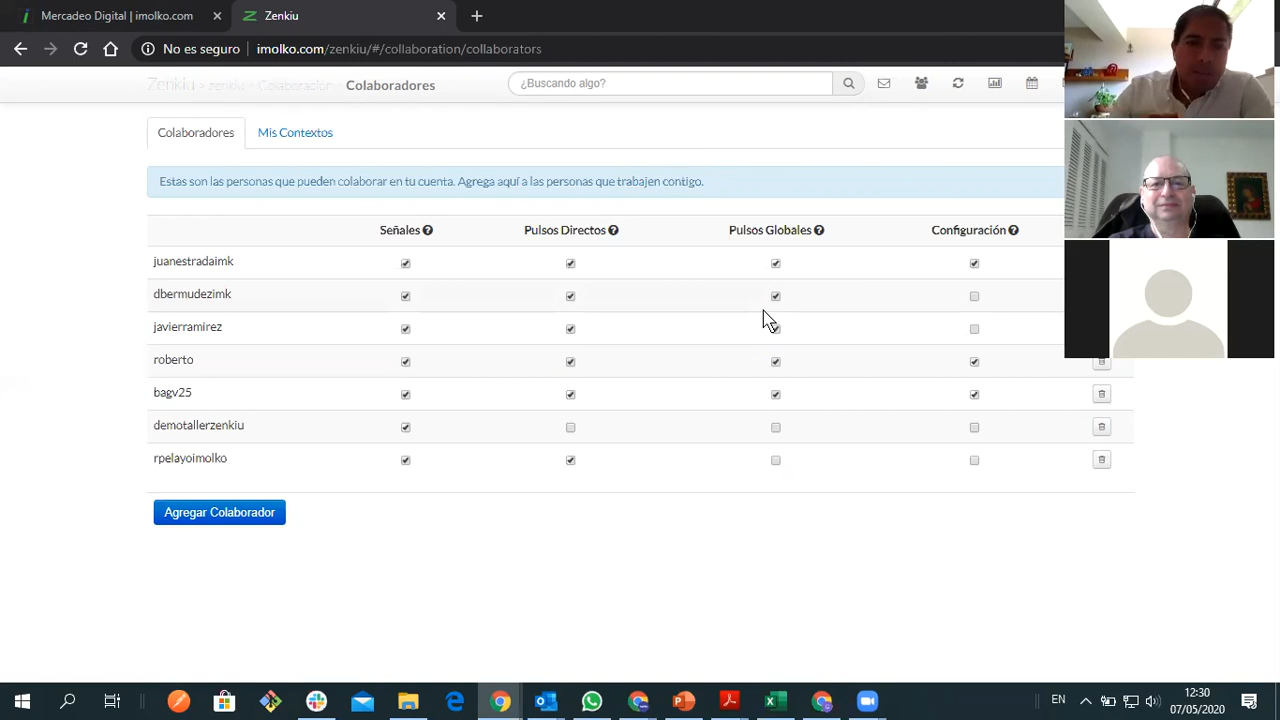 Mercadeo Digital | imolko.com
Zenkiu
No es seguro imolko.com/zenkiu/#/collaboration/collaborators
Zenkiu > zenkiu > Colaboración Colaboradores
¿Buscando algo?
Colaboradores Mis Contextos
Estas son las personas que pueden colaborar en tu cuenta. Agrega aquí a las personas que trabajen contigo.
Señales Pulsos Directos Pulsos Globales Configuración
juanestradaimk
dbermudezimk
javierramirez
roberto
bagv25
demotallerzenkiu
rpelayoimolko
Agregar Colaborador
EN 12:30
07/05/2020